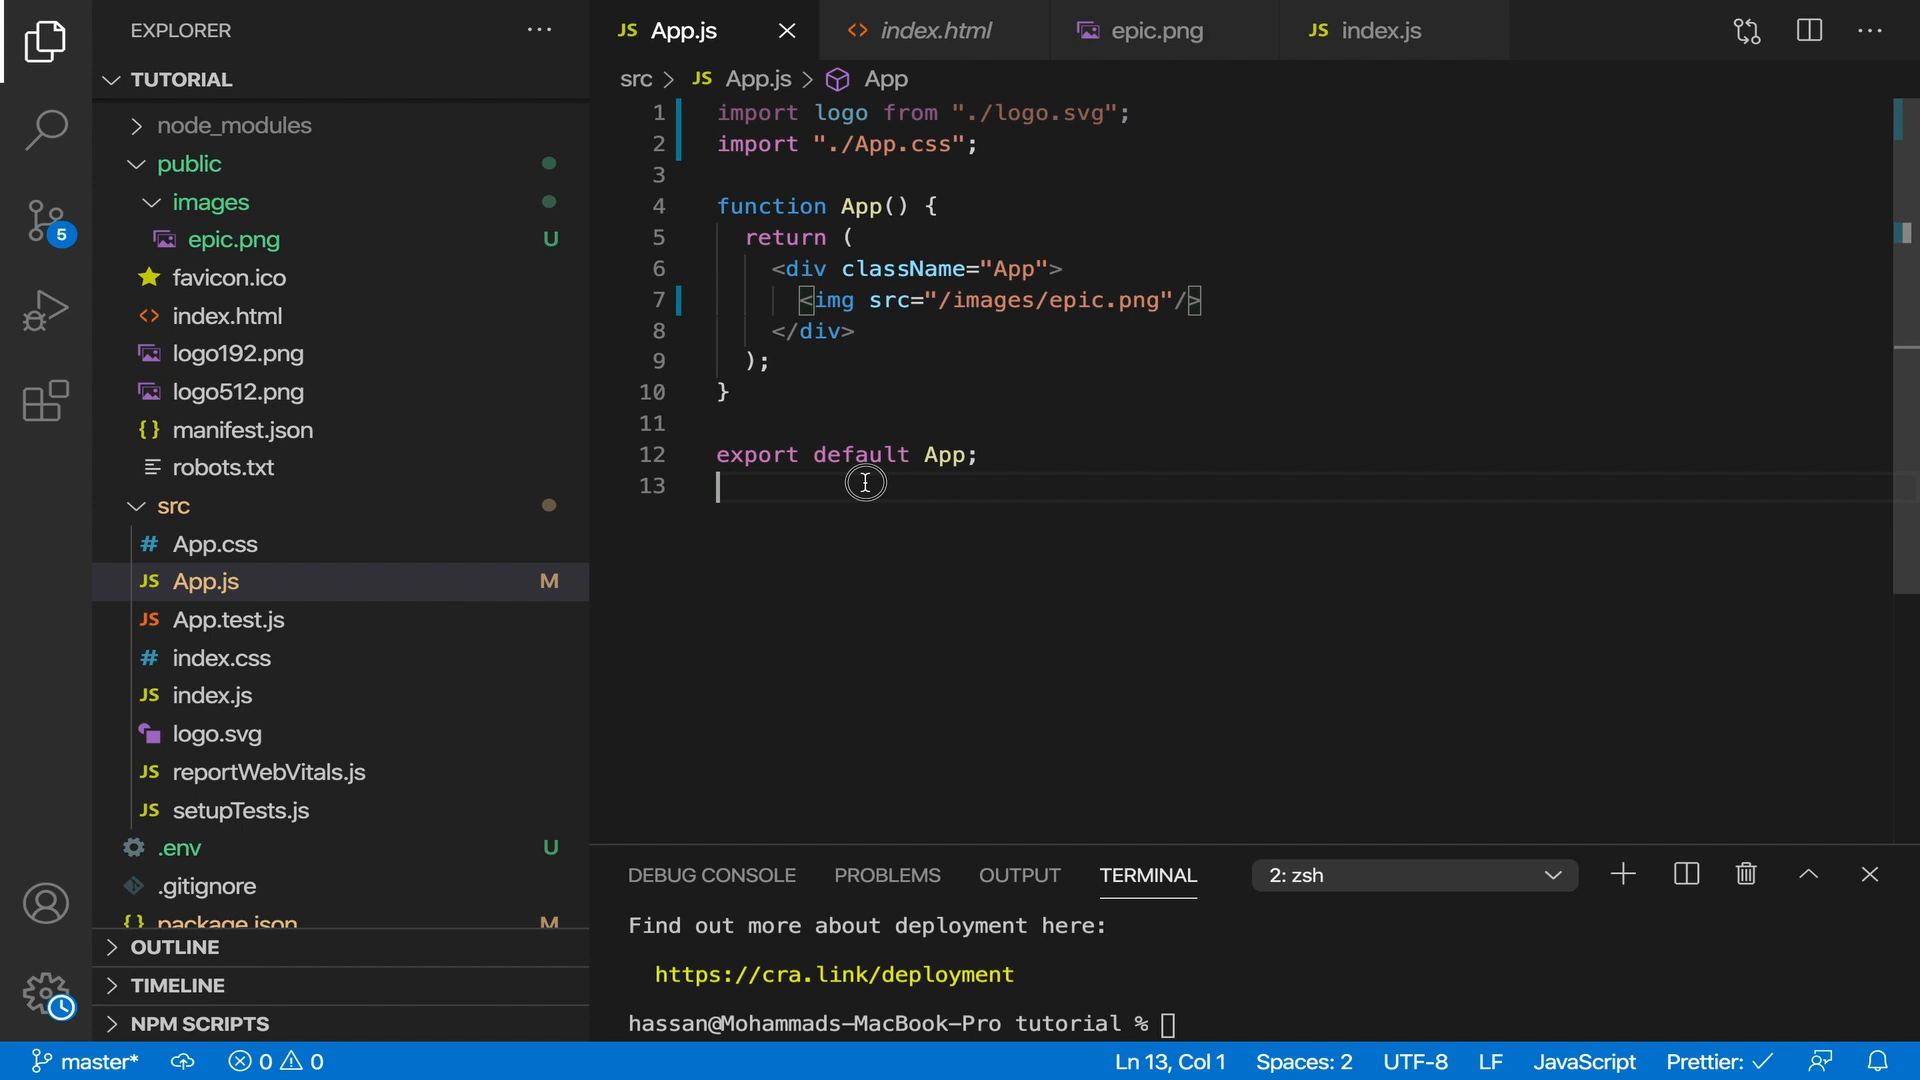 EXPLORER
TUTORIAL
node_modules
public
images
epic.png U
favicon.ico
index.html
logo192.png
logo512.png
manifest.json
robots.txt
src
App.css
App.js M
App.test.js
index.css
index.js
logo.svg
reportWebVitals.js
setupTests.js
.env U
.gitignore
package.json M
OUTLINE
TIMELINE
NPM SCRIPTS
5
JS App.js
<> index.html
epic.png
JS index.js
src > JS App.js > App
1 import logo from "./logo.svg";
2 import "./App.css";
3
4 function App() {
5 return (
6 <div className="App">
7 <img src="/images/epic.png"/>
8 </div>
9 );
10 }
11
12 export default App;
13
DEBUG CONSOLE PROBLEMS OUTPUT TERMINAL 2: zsh
Find out more about deployment here:
https://cra.link/deployment
hassan@Mohammads-MacBook-Pro tutorial %
master* 0 0 Ln 13, Col 1 Spaces: 2 UTF-8 LF JavaScript Prettier: ✓